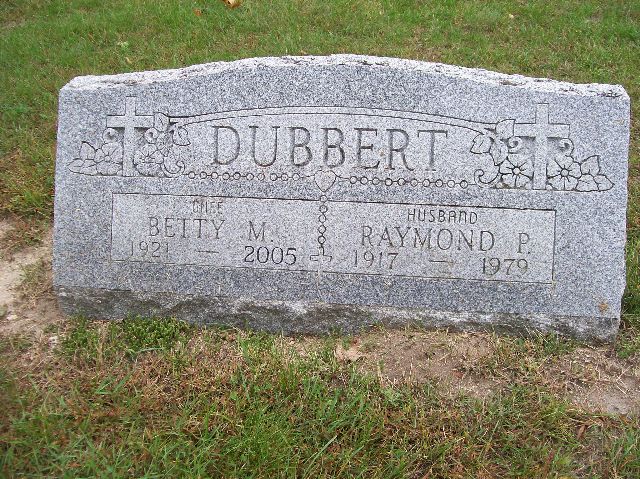 DUBBERT
WIFE
BETTY M.
1921 — 2005
HUSBAND
RAYMOND P.
1917 — 1979